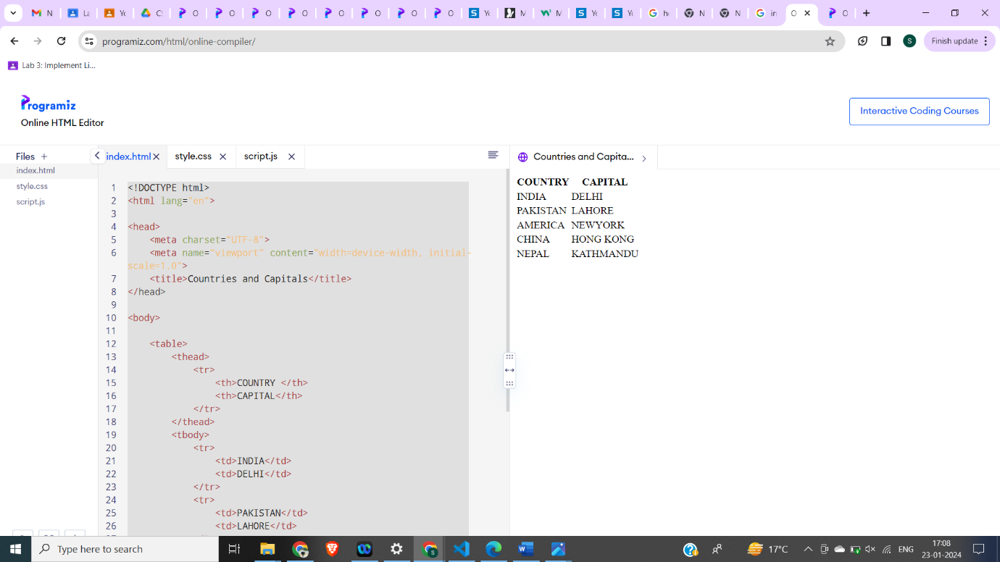 N
La
Yo
O
O
O
O
O
O
O
O
Yo
M
M
Yo
Yo
N
N
in
O
O
programiz.com/html/online-compiler/
S
Finish update
Lab 3: Implement Li...
Programiz
Online HTML Editor
Interactive Coding Courses
Files +
index.html
style.css
script.js
index.html
style.css
script.js
1 <!DOCTYPE html>
2 <html lang="en">
3
4 <head>
5 <meta charset="UTF-8">
6 <meta name="viewport" content="width=device-width, initial-
scale=1.0">
7 <title>Countries and Capitals</title>
8 </head>
9
10 <body>
11
12 <table>
13 <thead>
14 <tr>
15 <th>COUNTRY </th>
16 <th>CAPITAL</th>
17 </tr>
18 </thead>
19 <tbody>
20 <tr>
21 <td>INDIA</td>
22 <td>DELHI</td>
23 </tr>
24 <tr>
25 <td>PAKISTAN</td>
26 <td>LAHORE</td>
Countries and Capita...
COUNTRY CAPITAL
INDIA DELHI
PAKISTAN LAHORE
AMERICA NEWYORK
CHINA HONG KONG
NEPAL KATHMANDU
Type here to search
17°C
ENG
17:08
23-01-2024